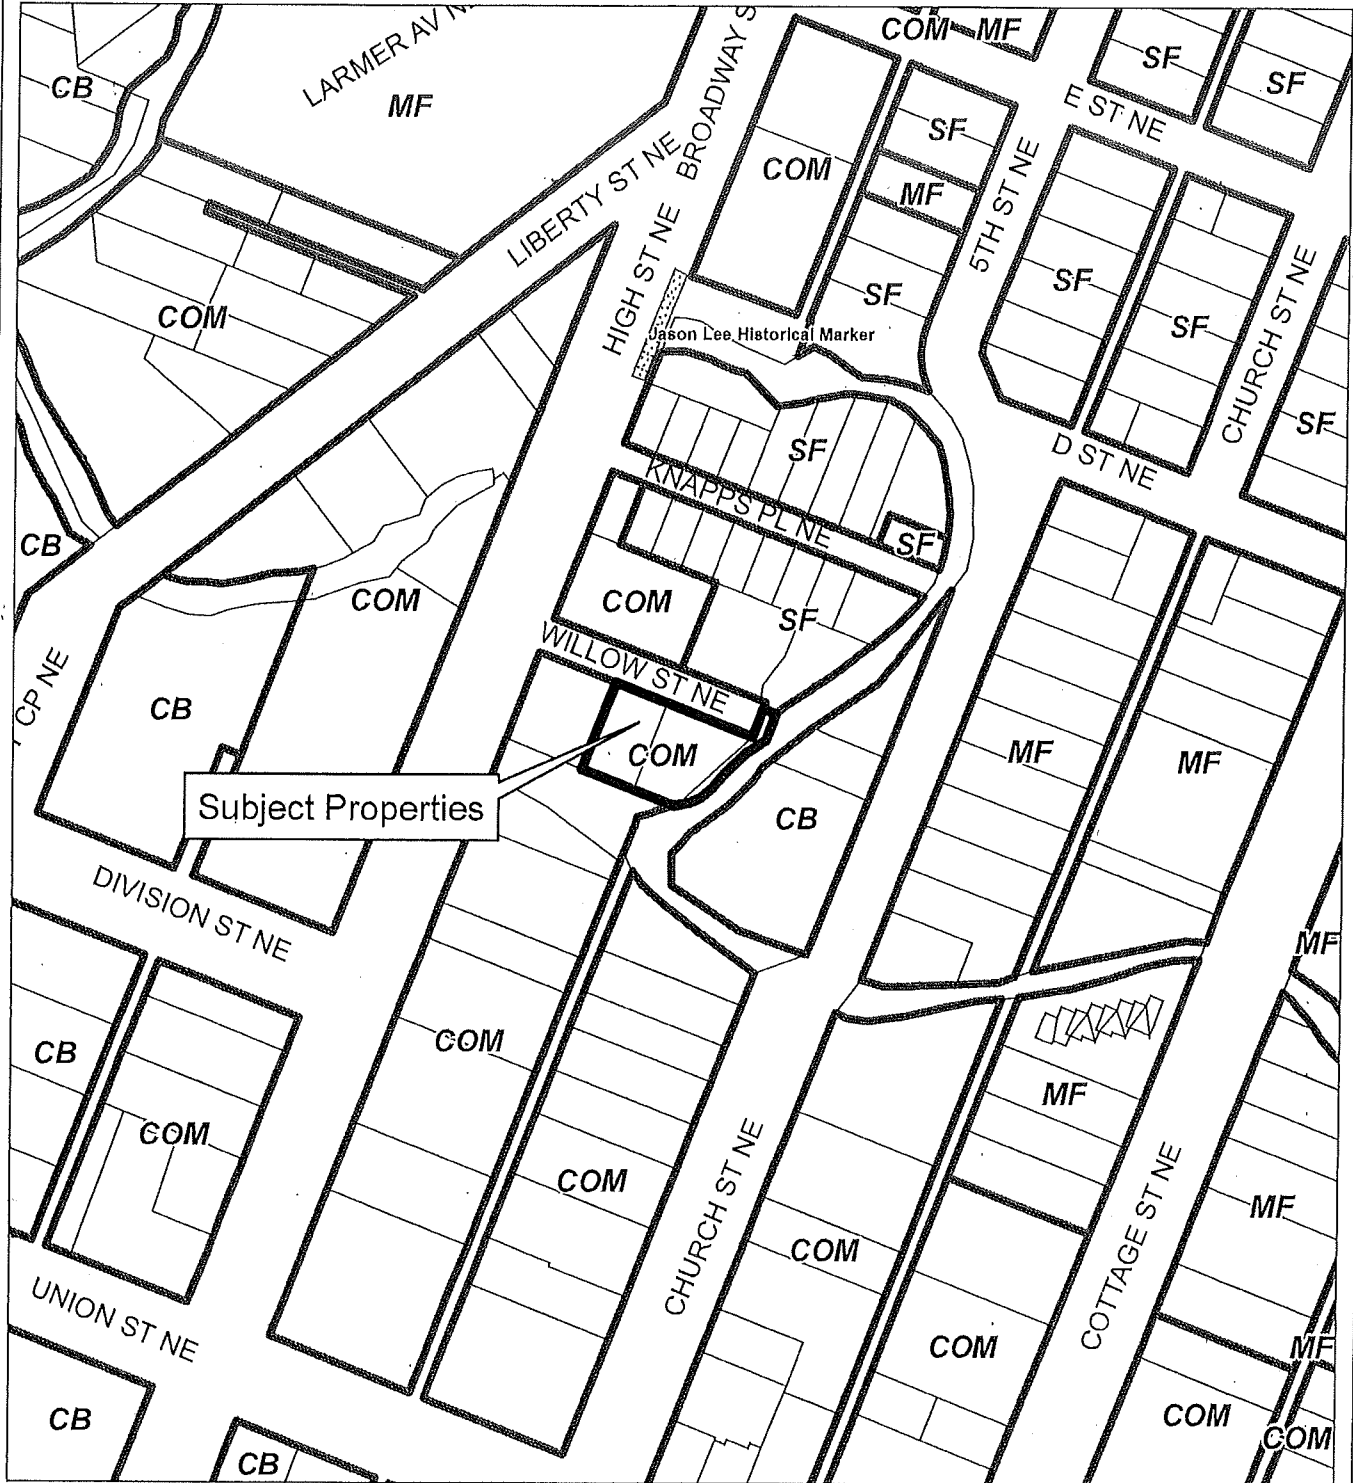 COM
MF
SF
SF
CB
LARMER AV
MF
BROADWAY
E ST NE
SF
COM
MF
5TH ST NE
LIBERTY ST NE
HIGH ST NE
SF
SF
SF
CHURCH ST NE
COM
Jason Lee Historical Marker
SF
SF
D ST NE
KNAPPS PL NE
SF
CB
COM
COM
SF
WILLOW ST NE
CP NE
CB
COM
MF
MF
Subject Properties
CB
DIVISION ST NE
MF
COM
CB
MF
COM
COM
CHURCH ST NE
COTTAGE ST NE
MF
COM
UNION ST NE
COM
MF
CB
COM
COM
CB